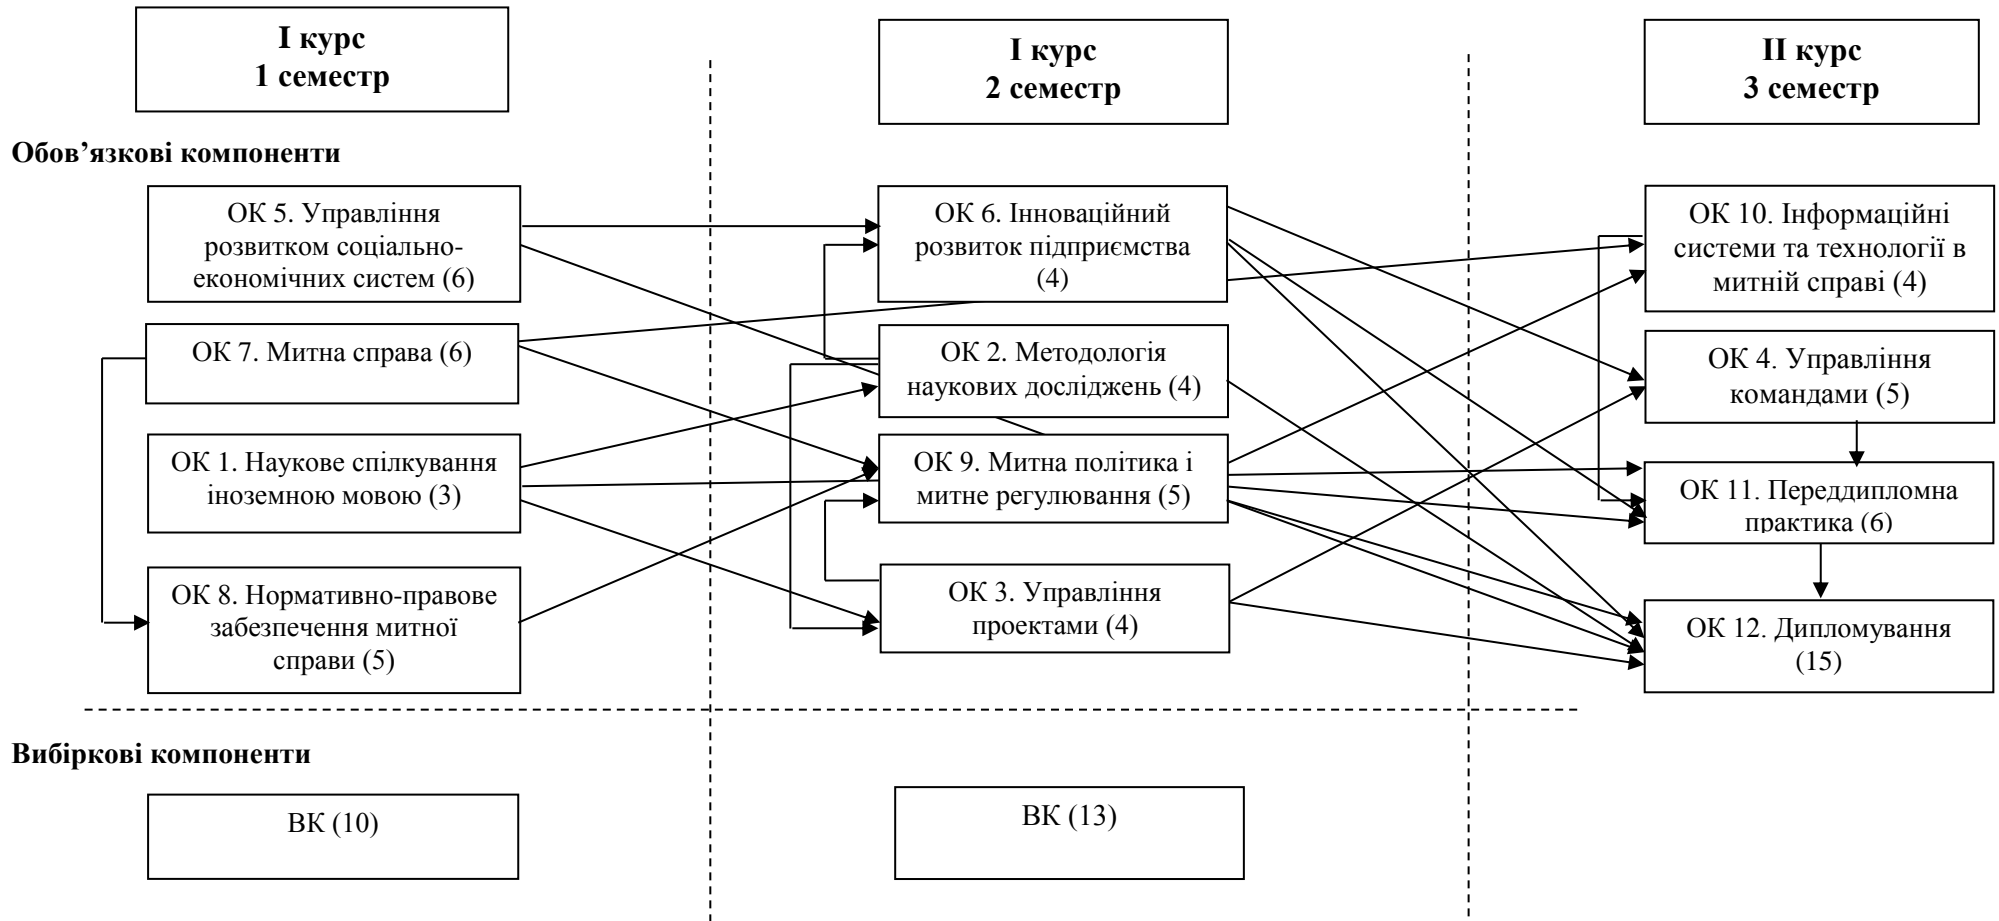 І курс
1 семестр
І курс
2 семестр
ІІ курс
3 семестр
Обов’язкові компоненти
ОК 5. Управління
розвитком соціально-
економічних систем (6)
ОК 6. Інноваційний
розвиток підприємства
(4)
ОК 10. Інформаційні
системи та технології в
митній справі (4)
ОК 7. Митна справа (6)
ОК 2. Методологія
наукових досліджень (4)
ОК 4. Управління
командами (5)
ОК 1. Наукове спілкування
іноземною мовою (3)
ОК 9. Митна політика і
митне регулювання (5)
ОК 11. Переддипломна
практика (6)
ОК 8. Нормативно-правове
забезпечення митної
справи (5)
ОК 3. Управління
проектами (4)
ОК 12. Дипломування
(15)
Вибіркові компоненти
ВК (10)
ВК (13)